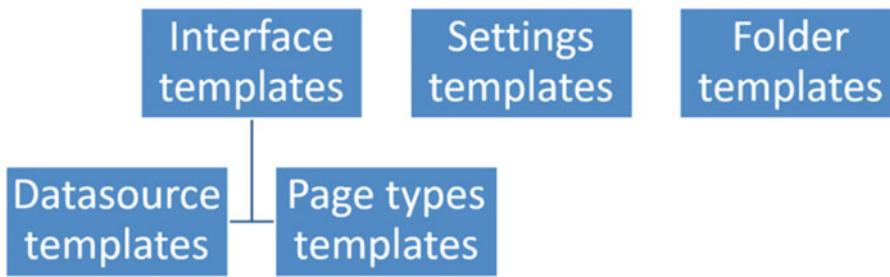 Interface
templates
Settings
templates
Folder
templates
Datasource
templates
Page types
templates